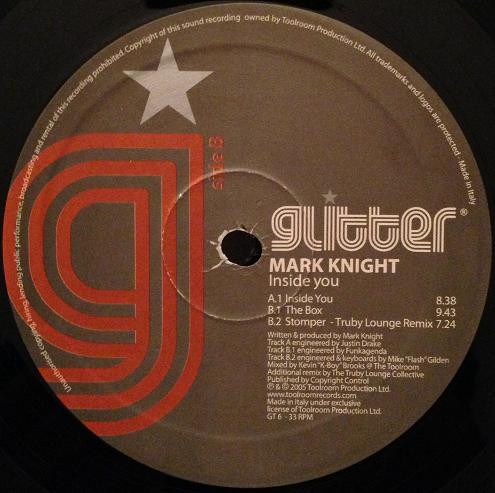 Unauthorised copying, hiring, lending, public performance, broadcasting and rental of this recording prohibited. Copyright of this sound recording owned by Toolroom Production Ltd. All trademarks and logos are protected - Made in Italy
side B
glitter®
MARK KNIGHT
Inside you
A.1 Inside You 8.38
B.1 The Box 9.43
B.2 Stomper - Truby Lounge Remix 7.24
Written & produced by Mark Knight
Track A engineered by Justin Drake
Track B.1 engineered by Funkagenda
Track B.2 engineered & keyboards by Mike "Flash" Gilden
Mixed by Kevin "K-Boy" Brooks @ The Toolroom
Additional remix by The Truby Lounge Collective
Published by Copyright Control
℗ & © 2005 Toolroom Production Ltd.
www.toolroomrecords.com
Made in Italy under exclusive
license of Toolroom Production Ltd.
GT 6 - 33 RPM